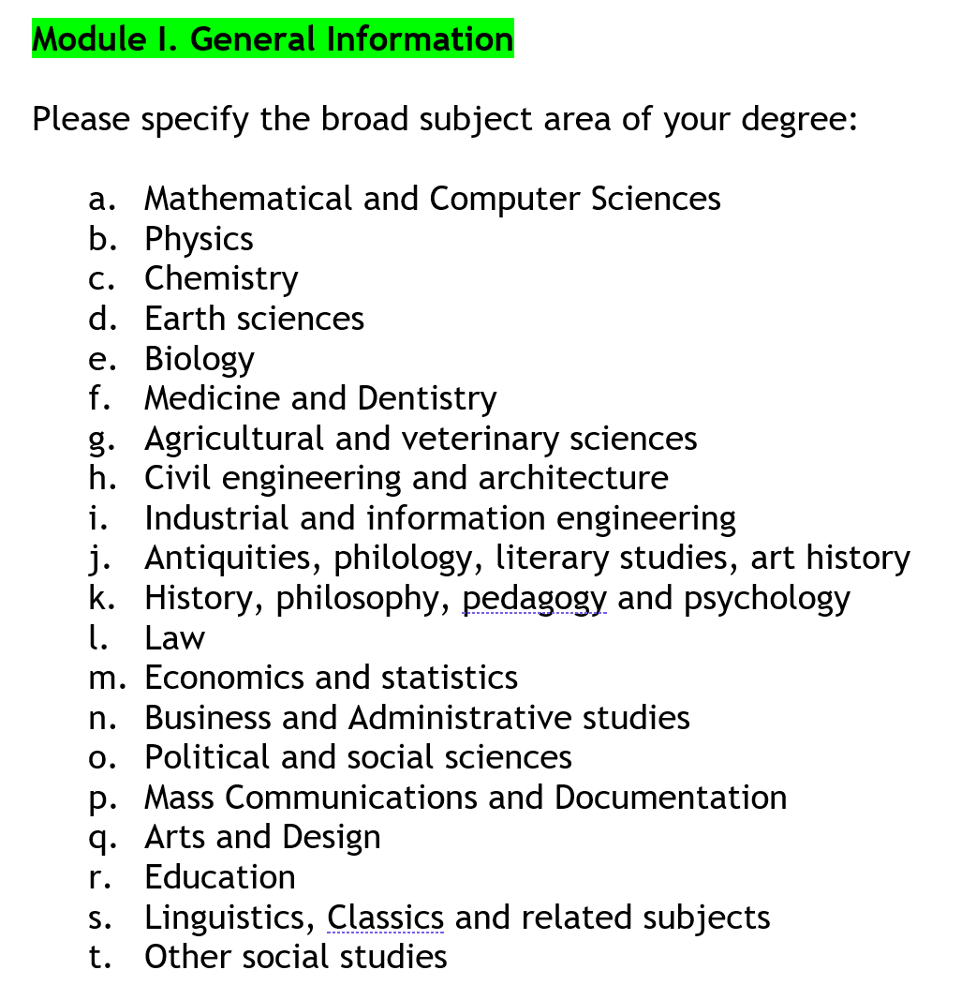 Module I. General Information
Please specify the broad subject area of your degree:
a. Mathematical and Computer Sciences
b. Physics
c. Chemistry
d. Earth sciences
e. Biology
f. Medicine and Dentistry
g. Agricultural and veterinary sciences
h. Civil engineering and architecture
i. Industrial and information engineering
j. Antiquities, philology, literary studies, art history
k. History, philosophy, pedagogy and psychology
l. Law
m. Economics and statistics
n. Business and Administrative studies
o. Political and social sciences
p. Mass Communications and Documentation
q. Arts and Design
r. Education
s. Linguistics, Classics and related subjects
t. Other social studies